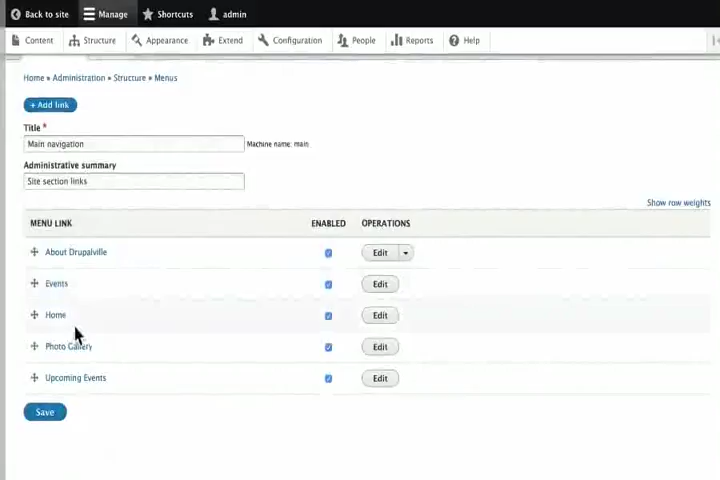 Back to site Manage Shortcuts admin
Content Structure Appearance Extend Configuration People Reports Help
Home » Administration » Structure » Menus
+ Add link
Title *
Main navigation Machine name: main
Administrative summary
Site section links
Show row weights
MENU LINK ENABLED OPERATIONS
About Drupalville Edit
Events Edit
Home Edit
Photo Gallery Edit
Upcoming Events Edit
Save